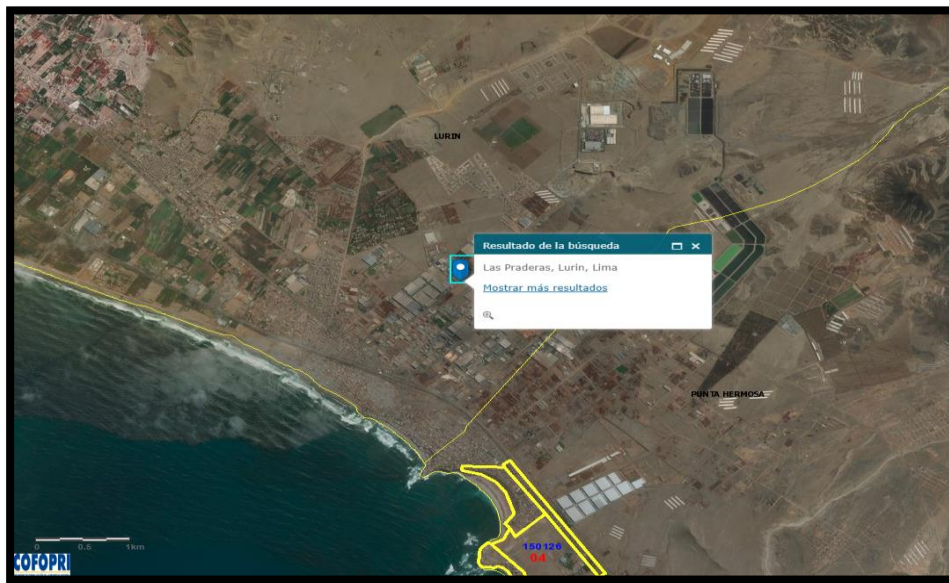 LURIN
Resultado de la búsqueda
Las Praderas, Lurin, Lima
Mostrar más resultados
PUNTA HERMOSA
150126
04
0 0.5 1km
COFOPRI